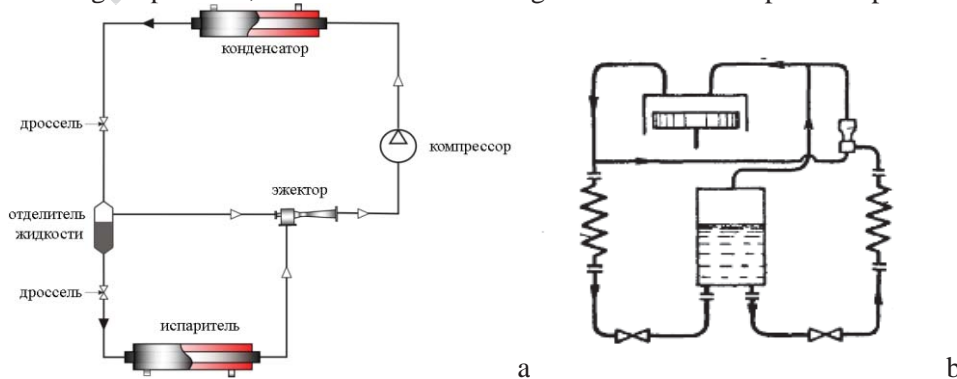 конденсатор
дроссель
компрессор
эжектор
отделитель
жидкости
дроссель
испаритель
a
b